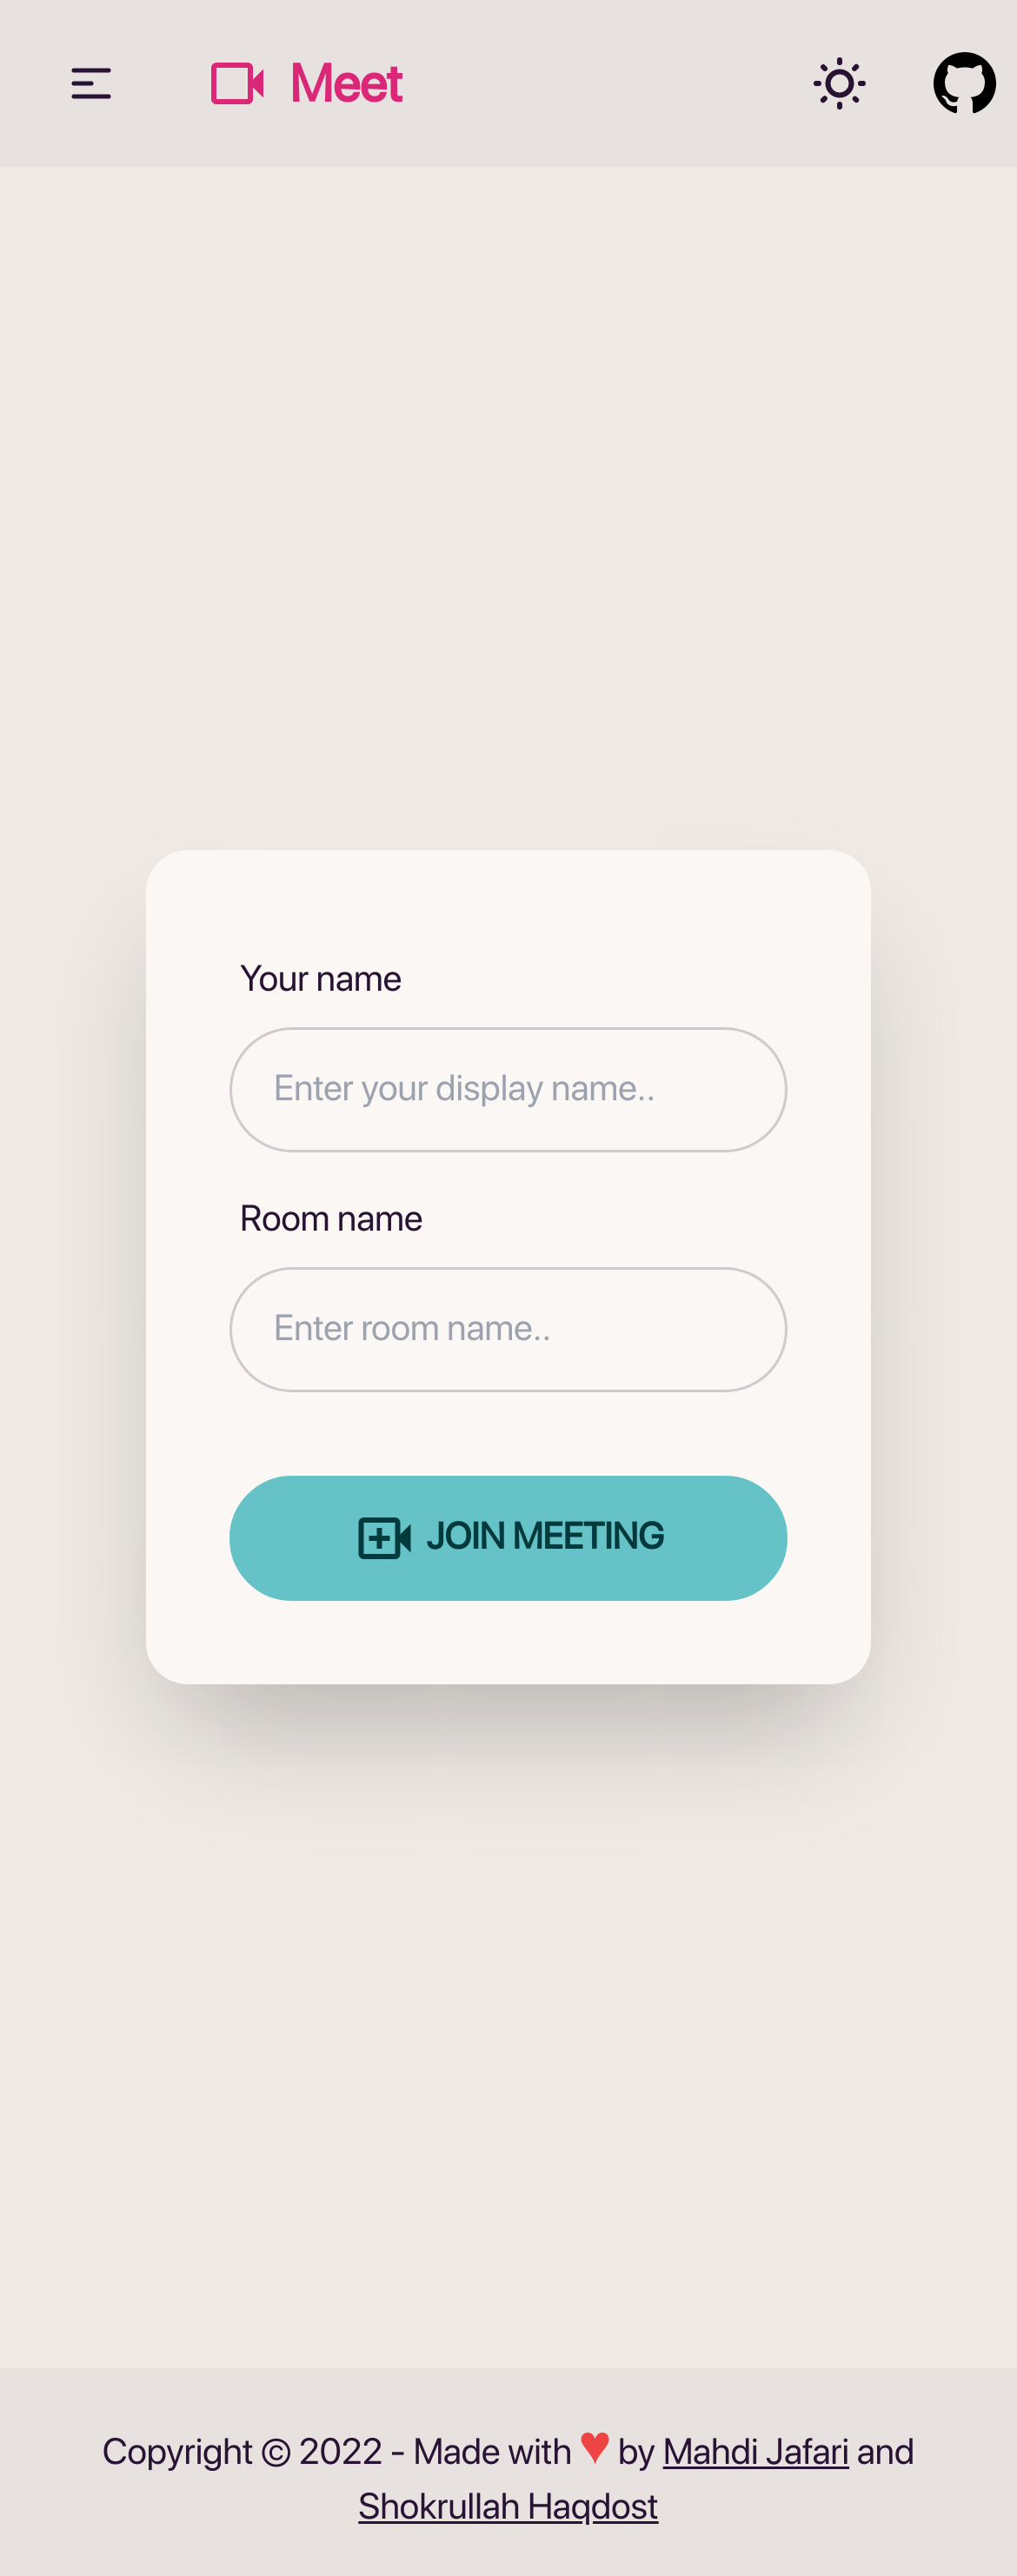 Meet
Your name
Enter your display name..
Room name
Enter room name..
JOIN MEETING
Copyright © 2022 - Made with ♥ by Mahdi Jafari and
Shokrullah Haqdost